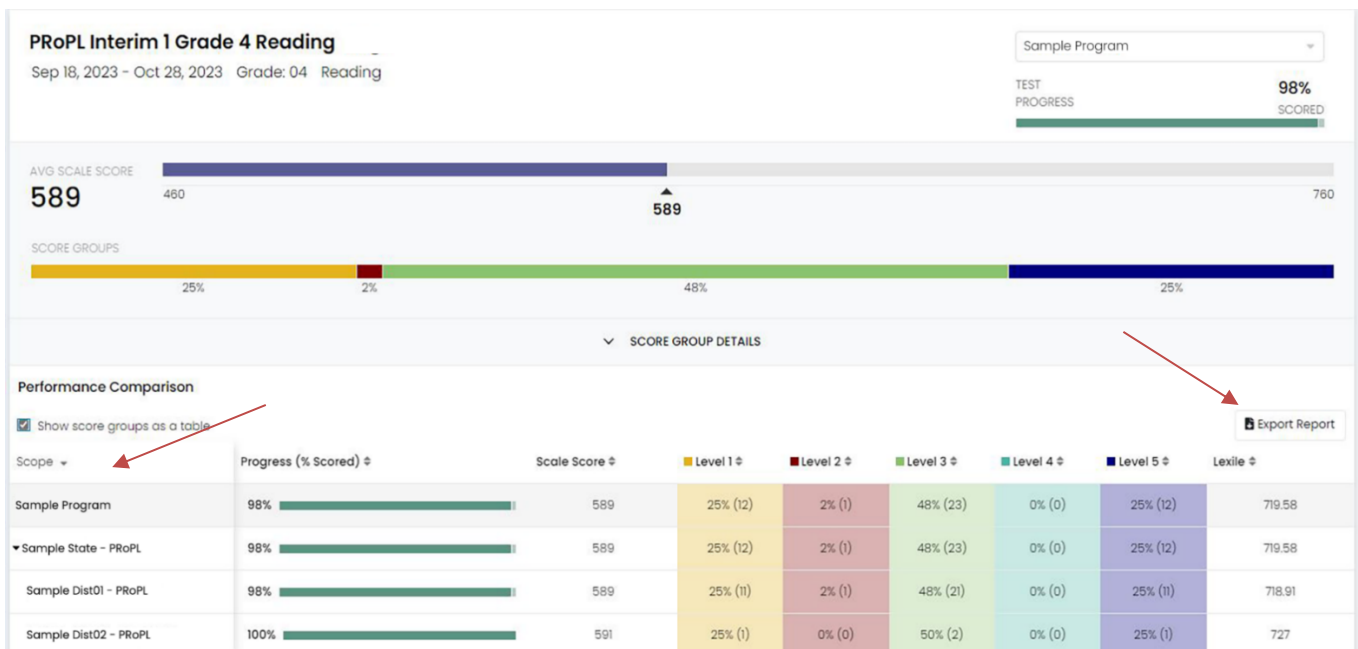 PRoPL Interim 1 Grade 4 Reading
Sep 18, 2023 - Oct 28, 2023 Grade: 04 Reading
Sample Program
TEST PROGRESS
98% SCORED
AVG SCALE SCORE
589
460
589
760
SCORE GROUPS
25% 2% 48% 25%
SCORE GROUP DETAILS
Performance Comparison
Show score groups as a table
Export Report
Scope Progress (% Scored) Scale Score Level 1 Level 2 Level 3 Level 4 Level 5 Lexile
Sample Program 98% 589 25% (12) 2% (1) 48% (23) 0% (0) 25% (12) 719.58
Sample State - PRoPL 98% 589 25% (12) 2% (1) 48% (23) 0% (0) 25% (12) 719.58
Sample Dist01 - PRoPL 98% 589 25% (11) 2% (1) 48% (21) 0% (0) 25% (11) 718.91
Sample Dist02 - PRoPL 100% 591 25% (1) 0% (0) 50% (2) 0% (0) 25% (1) 727